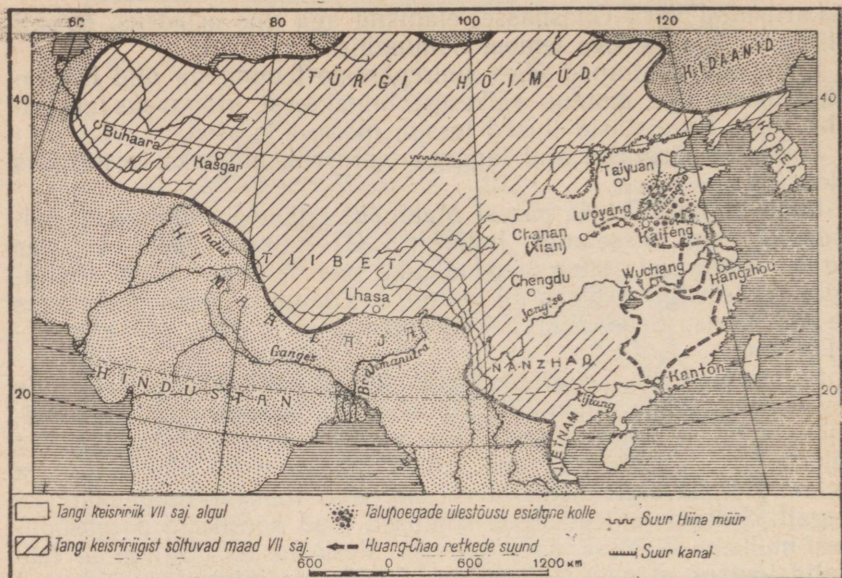 60 80 100 120
40 40
20 20
TÜRGI HÕIMUD
HIDAANID
KOREA
Buhaara
Kasgar
Taiyuan
Luoyang
Chanan
(Xian)
Kaifeng
Indus
TIIBET
Chengdu
Wuchang
Hangzhou
Jangtse
HIMAALAJA
Lhasa
Ganges
Brahmaputra
NANZHAO
Kanton
Xijiang
HINDUSTAN
VIETNAM
Tangi keisririik VII saj. algul
Talupoegade ülestõusu esialgne kolle
Suur Hiina müür
Tangi keisririigist sõltuvad maad VII saj.
Huang-Chao retkede suund
Suur kanal
600 0 600 1200 км